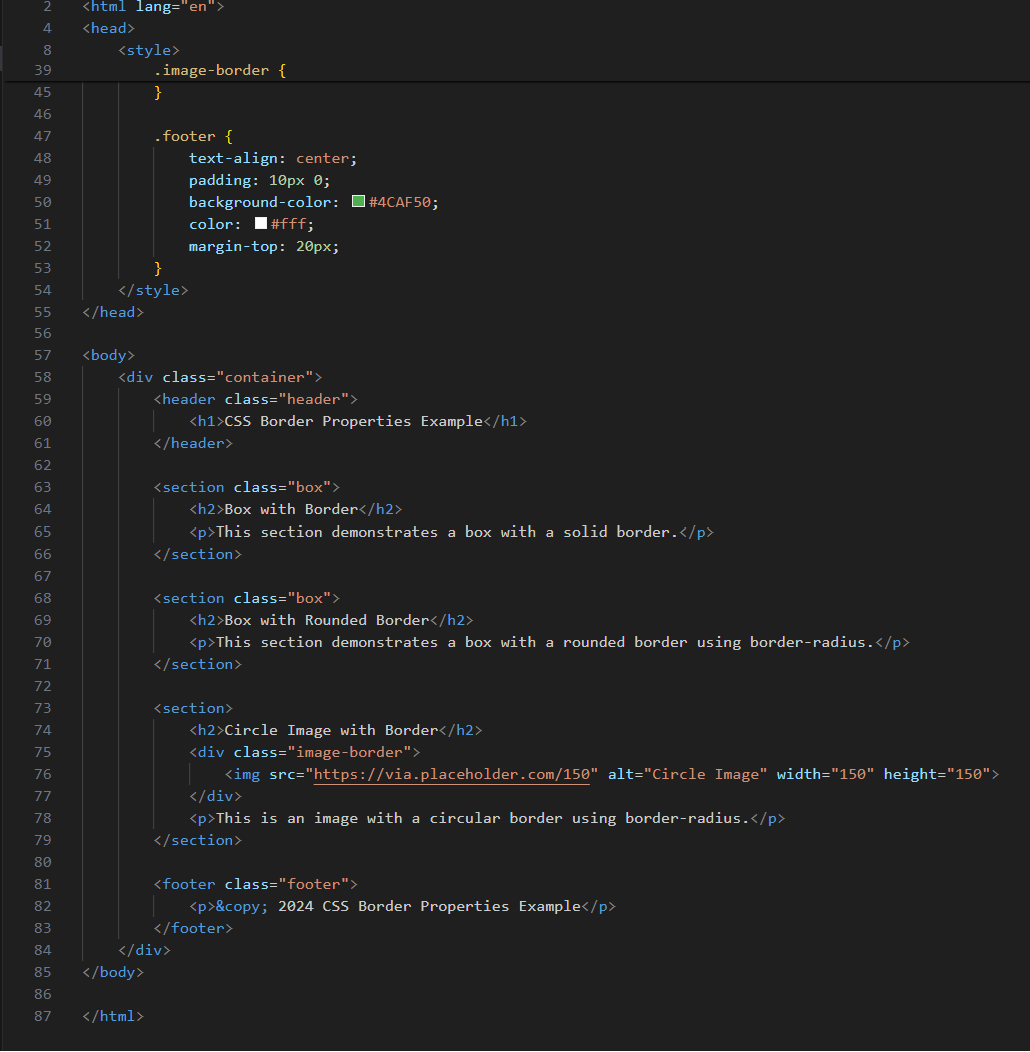 2 <html lang="en">
4 <head>
8 <style>
39 .image-border {
45 }
46
47 .footer {
48 text-align: center;
49 padding: 10px 0;
50 background-color: #4CAF50;
51 color: #fff;
52 margin-top: 20px;
53 }
54 </style>
55 </head>
56
57 <body>
58 <div class="container">
59 <header class="header">
60 <h1>CSS Border Properties Example</h1>
61 </header>
62
63 <section class="box">
64 <h2>Box with Border</h2>
65 <p>This section demonstrates a box with a solid border.</p>
66 </section>
67
68 <section class="box">
69 <h2>Box with Rounded Border</h2>
70 <p>This section demonstrates a box with a rounded border using border-radius.</p>
71 </section>
72
73 <section>
74 <h2>Circle Image with Border</h2>
75 <div class="image-border">
76 <img src="https://via.placeholder.com/150" alt="Circle Image" width="150" height="150">
77 </div>
78 <p>This is an image with a circular border using border-radius.</p>
79 </section>
80
81 <footer class="footer">
82 <p>&copy; 2024 CSS Border Properties Example</p>
83 </footer>
84 </div>
85 </body>
86
87 </html>